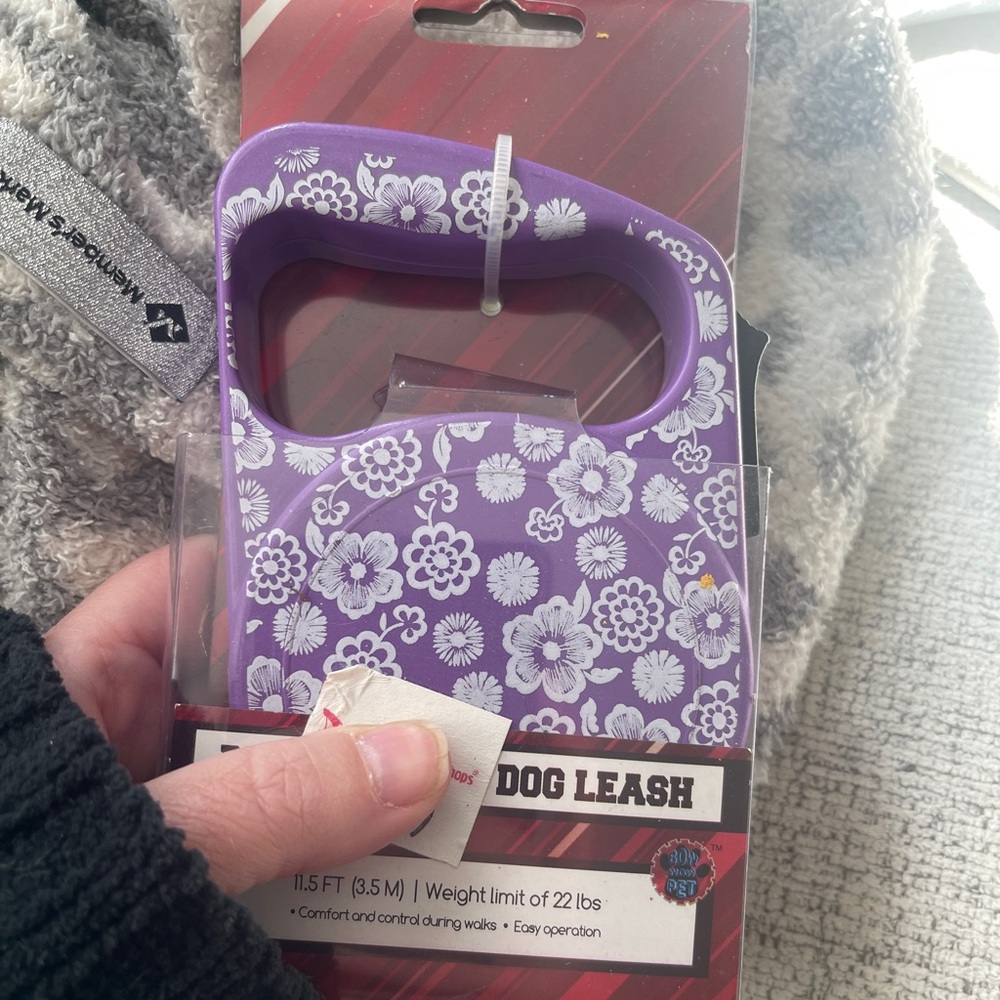 Member's Mark
DOG LEASH
BOW
WOW
PET
TM
11.5 FT (3.5 M) | Weight limit of 22 lbs
• Comfort and control during walks • Easy operation